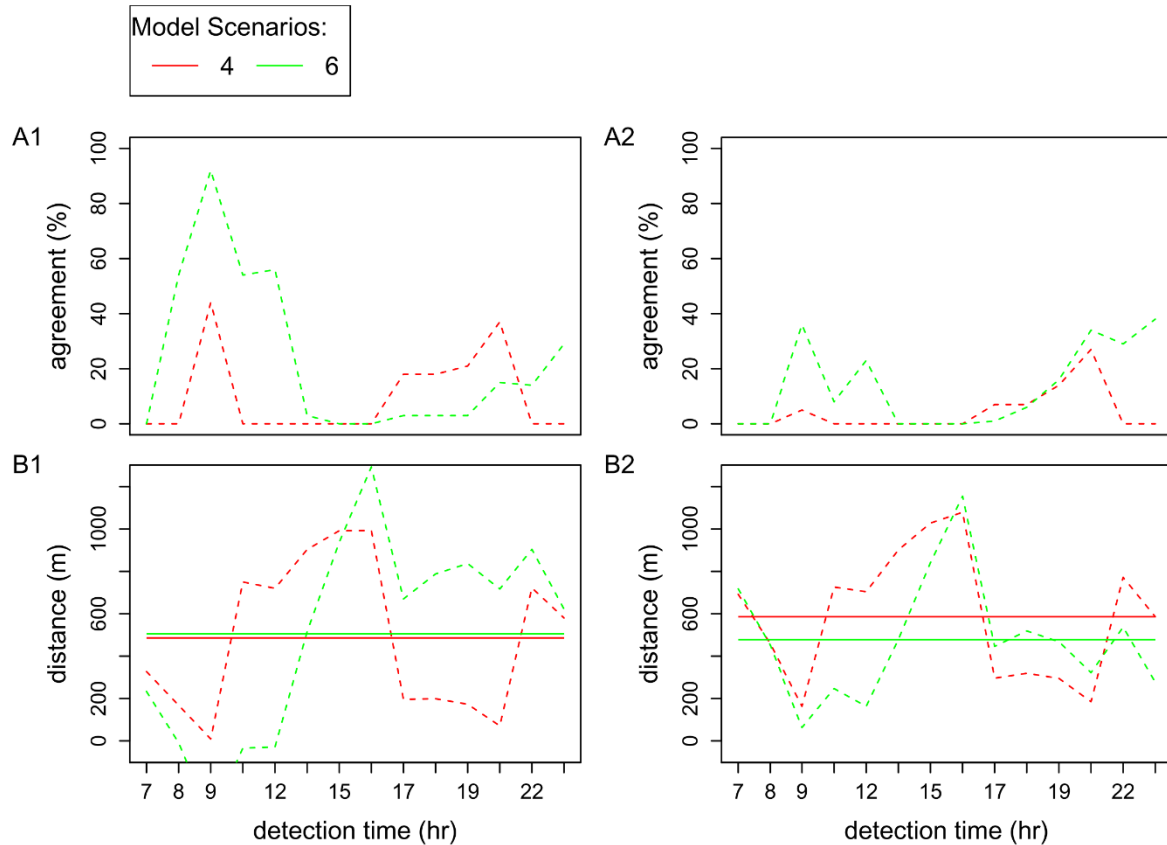 Model Scenarios:
4 6
A1
100
80
60
40
20
0
agreement (%)
A2
100
80
60
40
20
0
agreement (%)
B1
1000
600
200
0
distance (m)
7 8 9 12 15 17 19 22
detection time (hr)
B2
1000
600
200
0
distance (m)
7 8 9 12 15 17 19 22
detection time (hr)